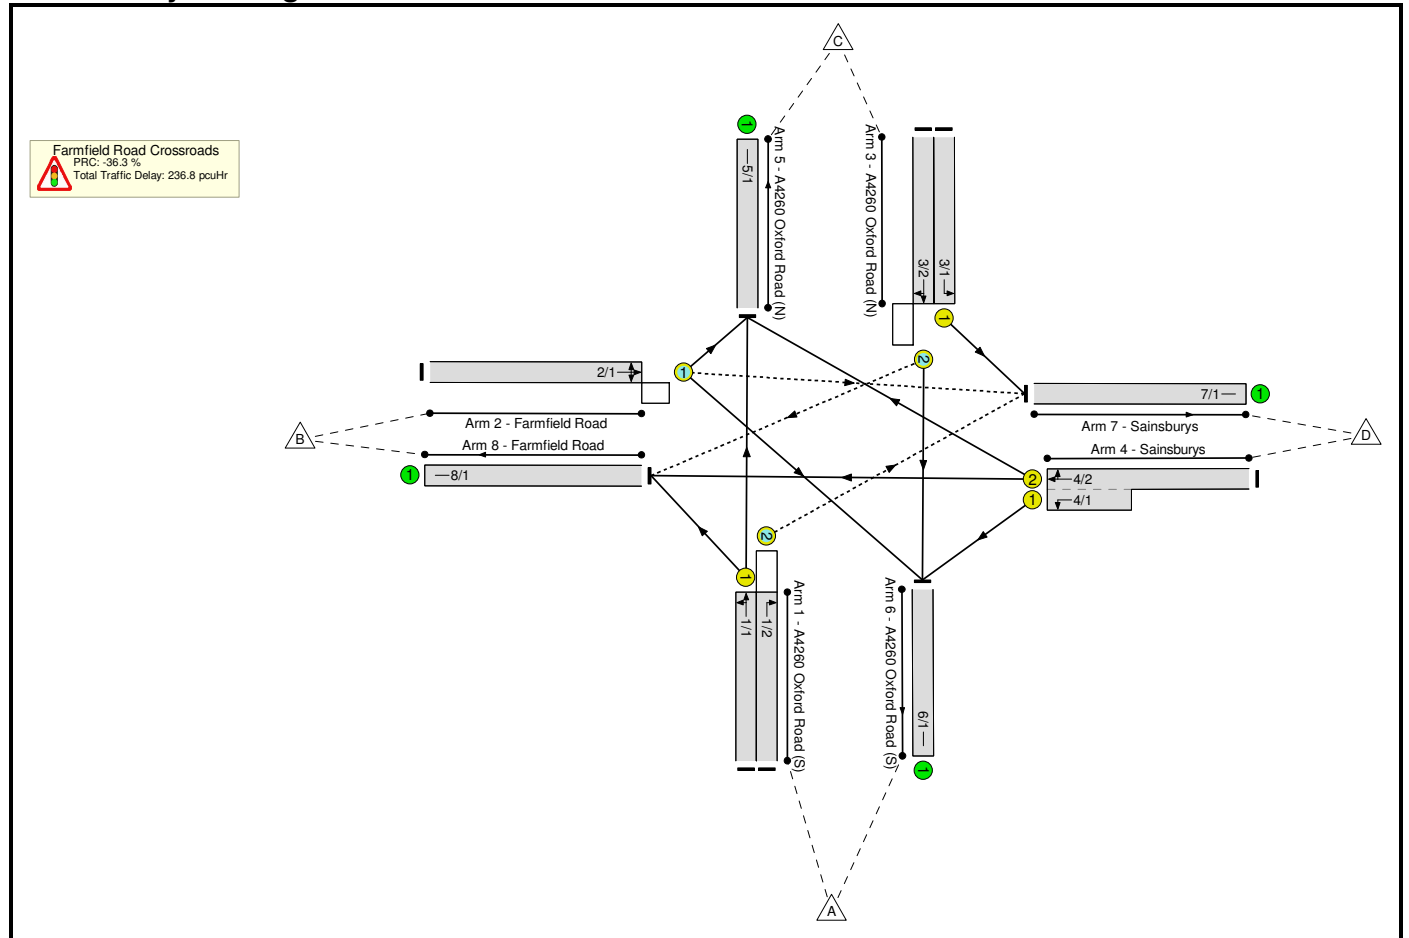 C
Farmfield Road Crossroads
PRC: -36.3 %
Total Traffic Delay: 236.8 pcuHr
1
5/1
Arm 5 - A4260 Oxford Road (N)
Arm 3 - A4260 Oxford Road (N)
3/2
3/1
1
2
2/1
1
Arm 2 - Farmfield Road
7/1
1
Arm 7 - Sainsburys
B
Arm 8 - Farmfield Road
1
8/1
D
Arm 4 - Sainsburys
2
4/2
1
4/1
2
1
1/1
1/2
Arm 1 - A4260 Oxford Road (S)
Arm 6 - A4260 Oxford Road (S)
6/1
1
A